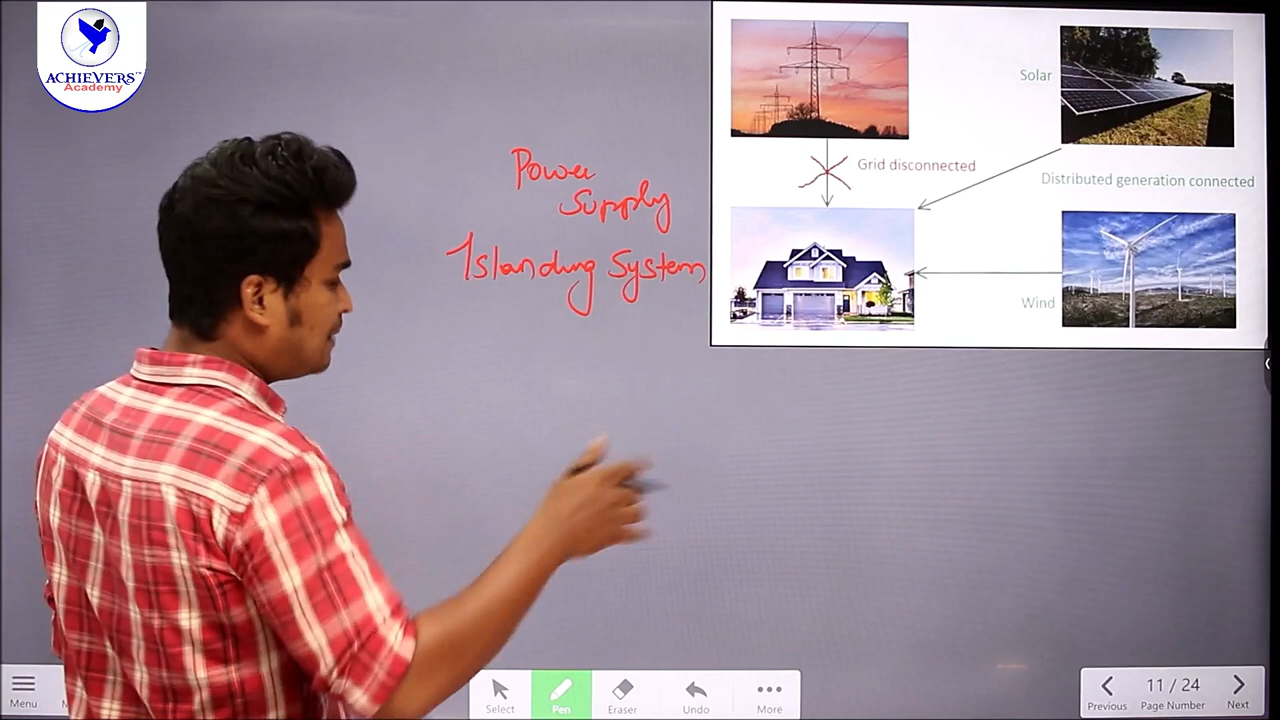 ACHIEVERS™
Academy
Power
Supply
Islanding System
Solar
Grid disconnected
Distributed generation connected
Wind
Menu
Select
Pen
Eraser
Undo
More
Previous
11 / 24
Page Number
Next